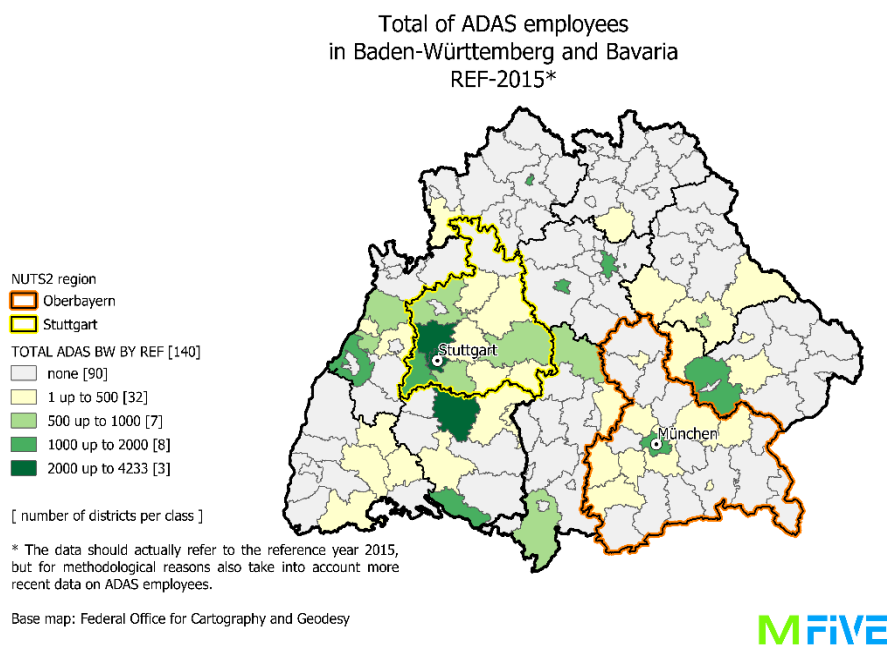 Total of ADAS employees
in Baden-Württemberg and Bavaria
REF-2015*
NUTS2 region
Oberbayern
Stuttgart
TOTAL ADAS BW BY REF [140]
none [90]
1 up to 500 [32]
500 up to 1000 [7]
1000 up to 2000 [8]
2000 up to 4233 [3]
[ number of districts per class ]
* The data should actually refer to the reference year 2015,
but for methodological reasons also take into account more
recent data on ADAS employees.
Base map: Federal Office for Cartography and Geodesy
Stuttgart
München
MFiVE